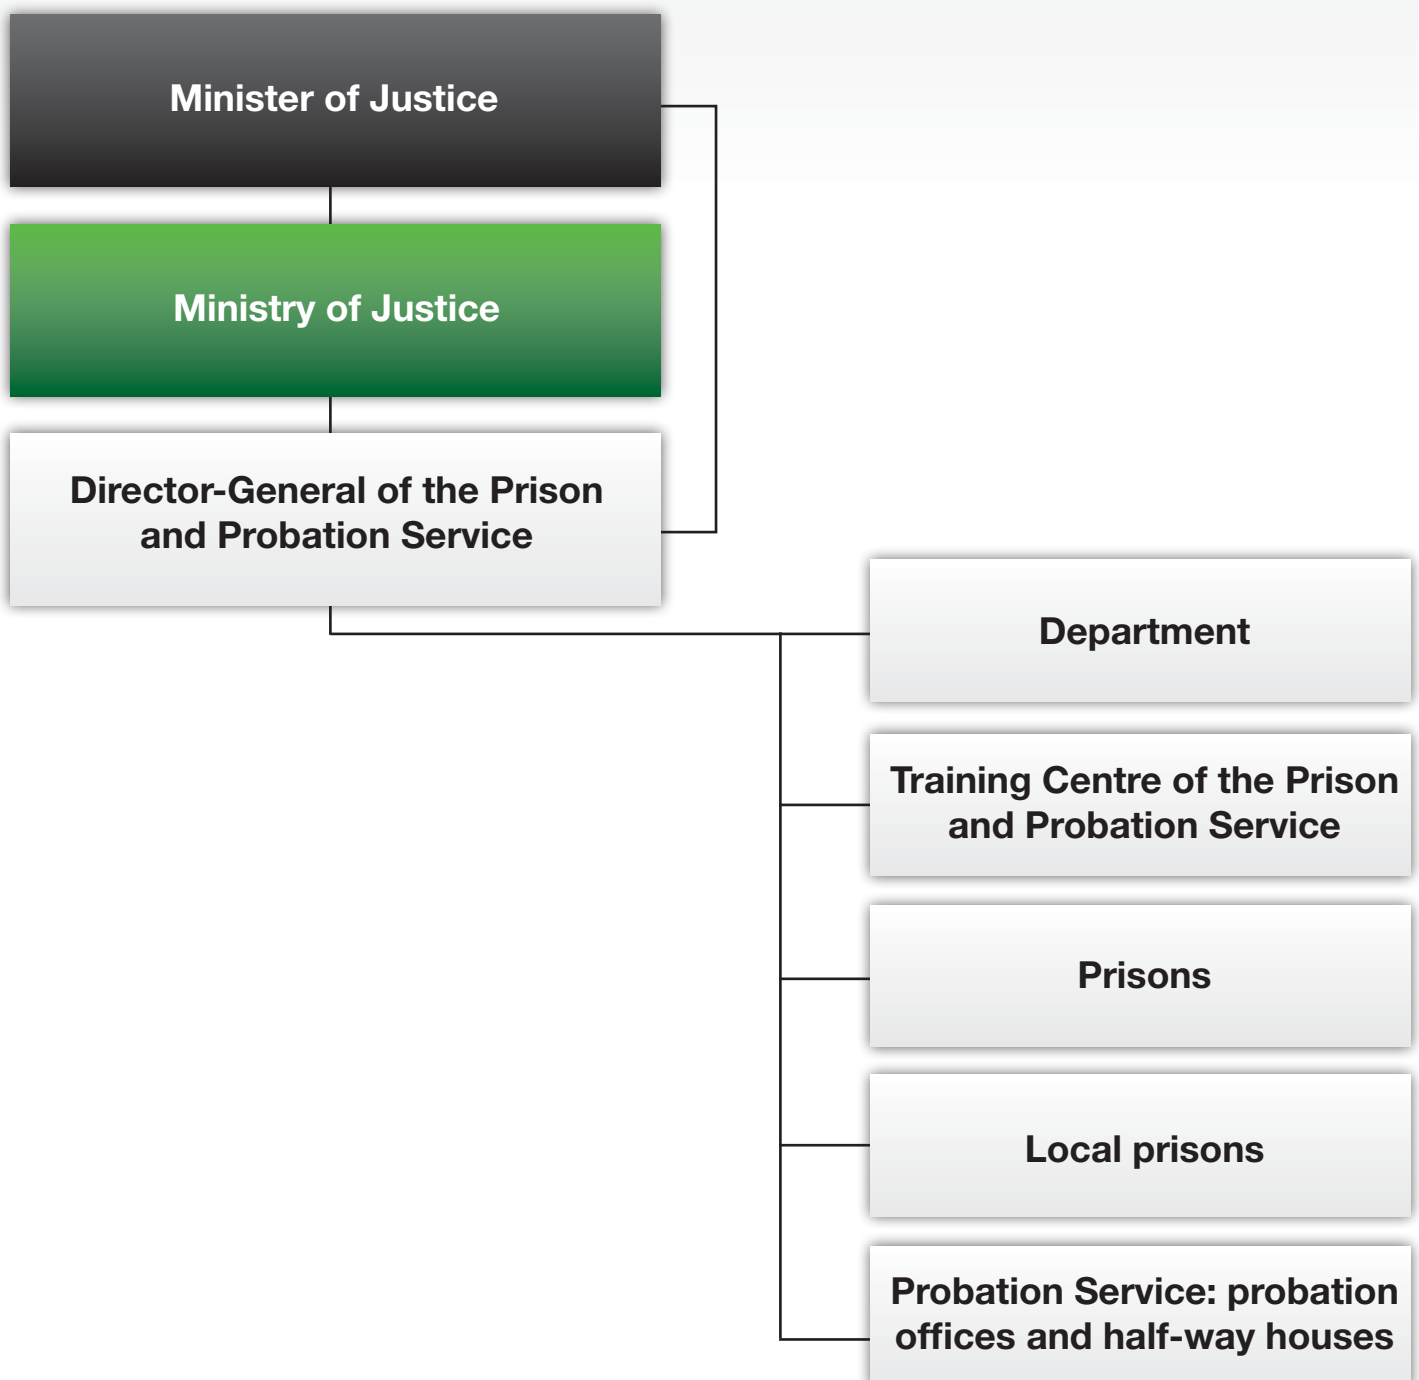 Minister of Justice
Ministry of Justice
Director-General of the Prison
and Probation Service
Department
Training Centre of the Prison
and Probation Service
Prisons
Local prisons
Probation Service: probation
offices and half-way houses